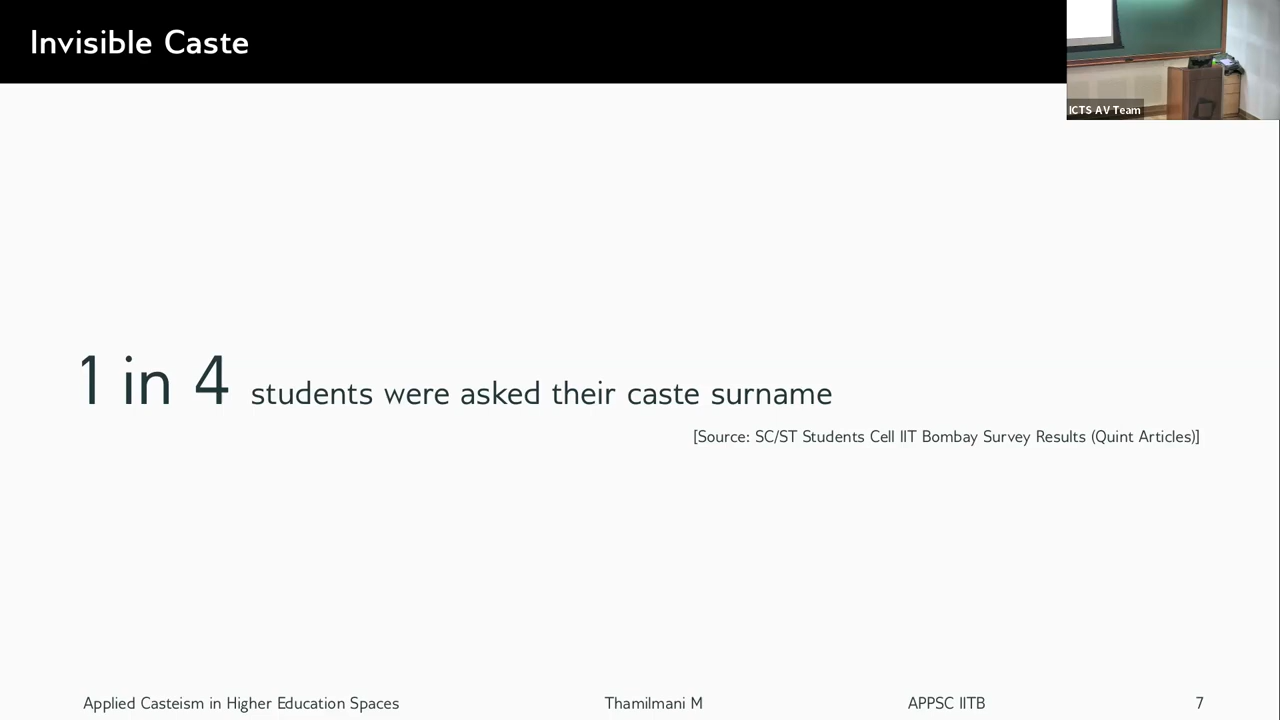 Invisible Caste
ICTS AV Team
1 in 4 students were asked their caste surname
[Source: SC/ST Students Cell IIT Bombay Survey Results (Quint Articles)]
Applied Casteism in Higher Education Spaces Thamilmani M APPSC IITB 7